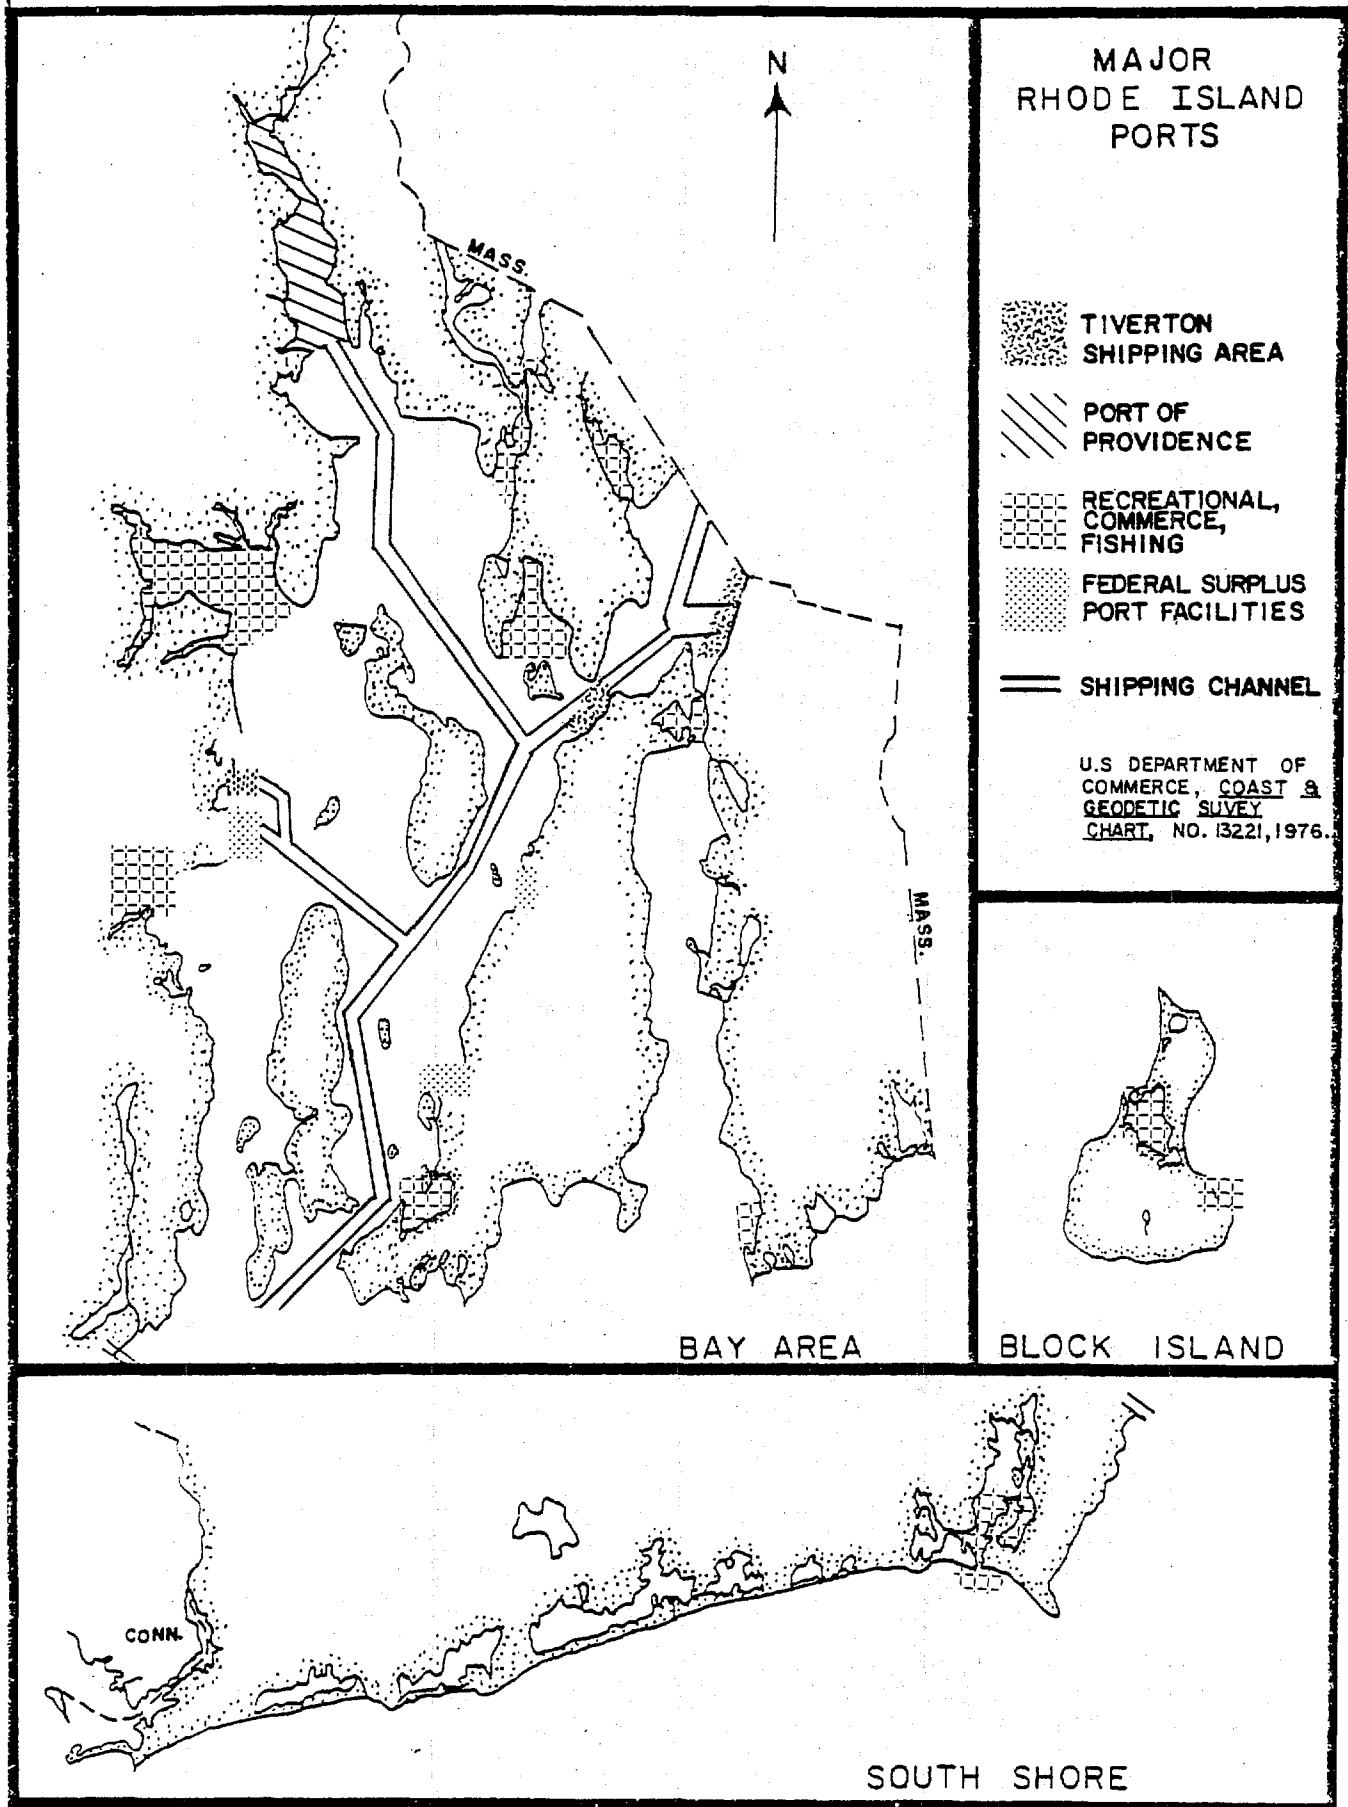 MAJOR
RHODE ISLAND
PORTS
N
MASS.
TIVERTON
SHIPPING AREA
PORT OF
PROVIDENCE
RECREATIONAL,
COMMERCE,
FISHING
FEDERAL SURPLUS
PORT FACILITIES
SHIPPING CHANNEL
U.S DEPARTMENT OF
COMMERCE, COAST &
GEODETIC SUVEY
CHART, NO. 13221, 1976.
MASS.
BAY AREA
BLOCK ISLAND
CONN.
SOUTH SHORE